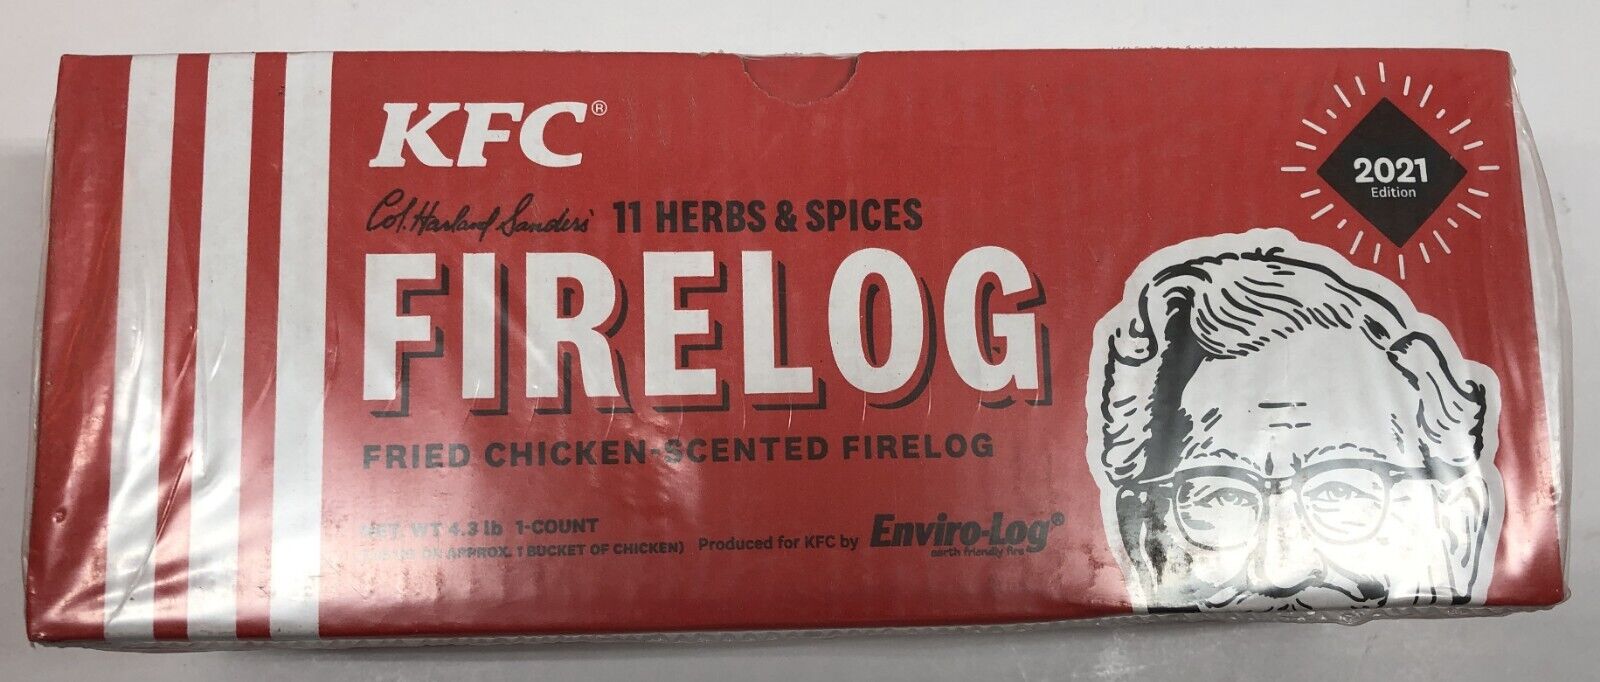 KFC®
Col. Harland Sanders' 11 HERBS & SPICES
FIRELOG
FRIED CHICKEN-SCENTED FIRELOG
NET. WT 4.3 lb 1-COUNT
APPROX. 1 BUCKET OF CHICKEN)
Produced for KFC by Enviro-Log®
earth friendly fire
2021
Edition